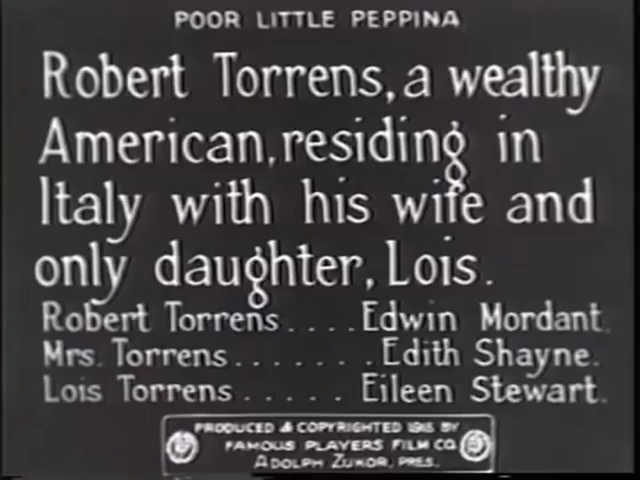 POOR LITTLE PEPPINA
Robert Torrens, a wealthy
American, residing in
Italy with his wife and
only daughter, Lois.
Robert Torrens....Edwin Mordant.
Mrs. Torrens.......Edith Shayne.
Lois Torrens.....Eileen Stewart.
PRODUCED & COPYRIGHTED 1916 BY
FAMOUS PLAYERS FILM CO.
ADOLPH ZUKOR, PRES.